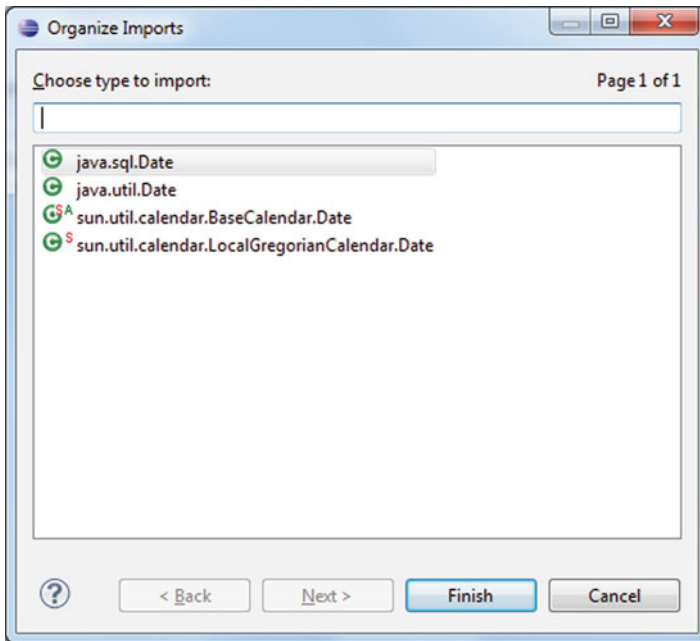 Organize Imports
Choose type to import: Page 1 of 1
java.sql.Date
java.util.Date
sun.util.calendar.BaseCalendar.Date
sun.util.calendar.LocalGregorianCalendar.Date
? < Back Next > Finish Cancel